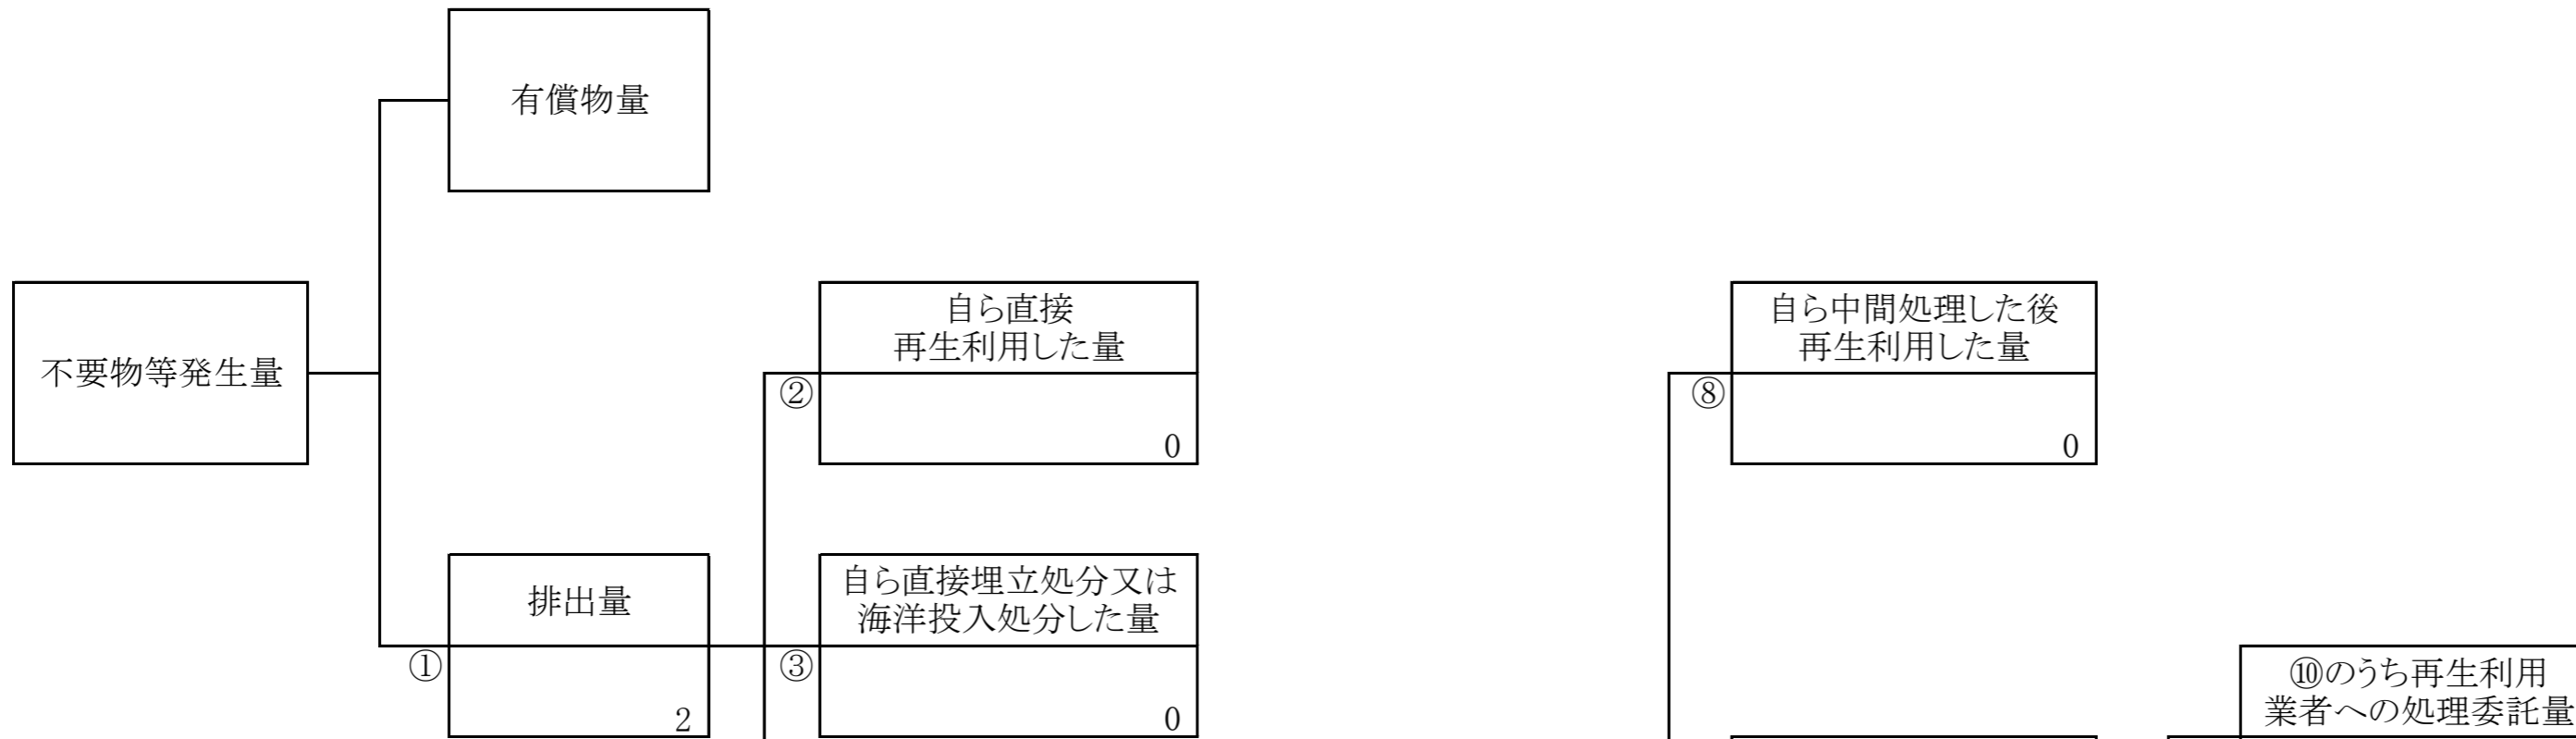 有償物量
不要物等発生量
自ら直接
再生利用した量
②
0
自ら中間処理した後
再生利用した量
⑧
0
排出量
①
2
自ら直接埋立処分又は
海洋投入処分した量
③
0
⑩のうち再生利用
業者への処理委託量